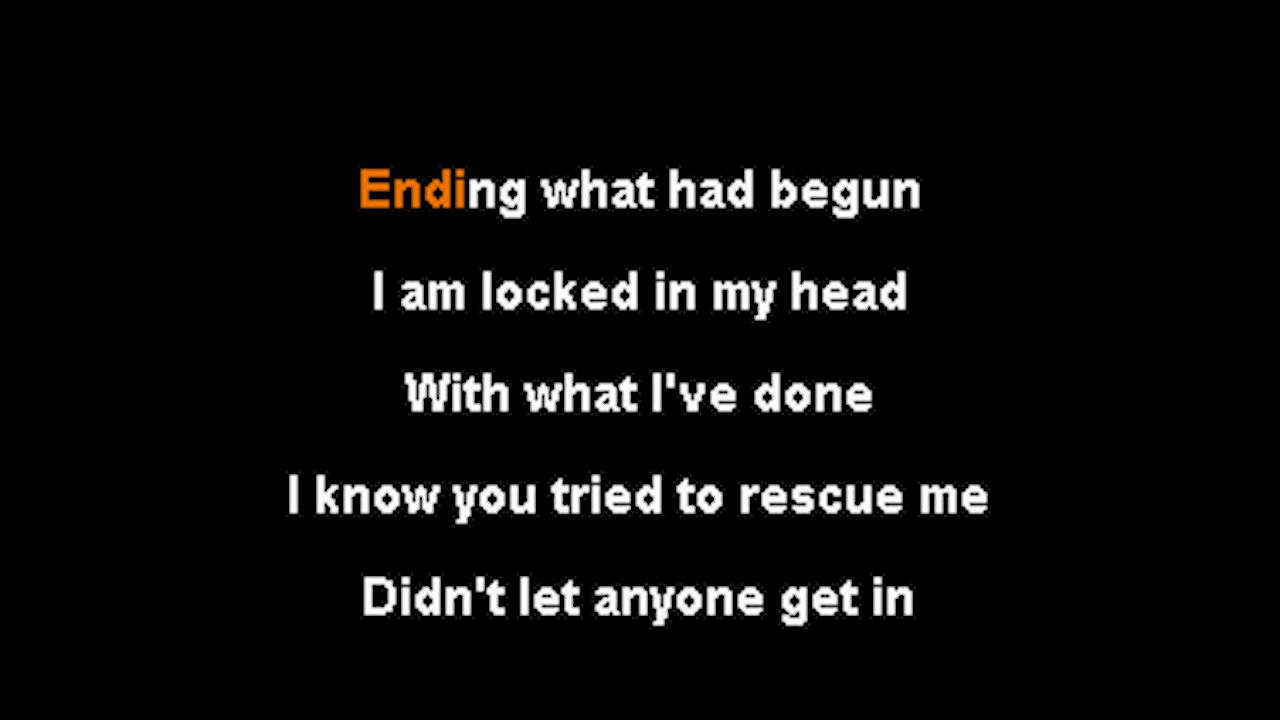 Ending what had begun
I am locked in my head
With what I've done
I know you tried to rescue me
Didn't let anyone get in